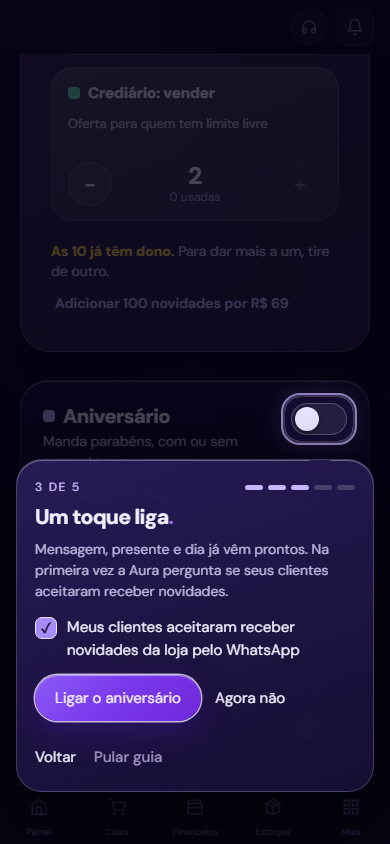 Crediário: vender
Oferta para quem tem limite livre
−
2
+
0 usadas
As 10 já têm dono. Para dar mais a um, tire
de outro.
Adicionar 100 novidades por R$ 69
Aniversário
Manda parabéns, com ou sem
3 DE 5
Um toque liga.
Mensagem, presente e dia já vêm prontos. Na
primeira vez a Aura pergunta se seus clientes
aceitaram receber novidades.
Meus clientes aceitaram receber
novidades da loja pelo WhatsApp
Ligar o aniversário
Agora não
Voltar
Pular guia
Painel
Caixa
Financeiro
Estoque
Mais